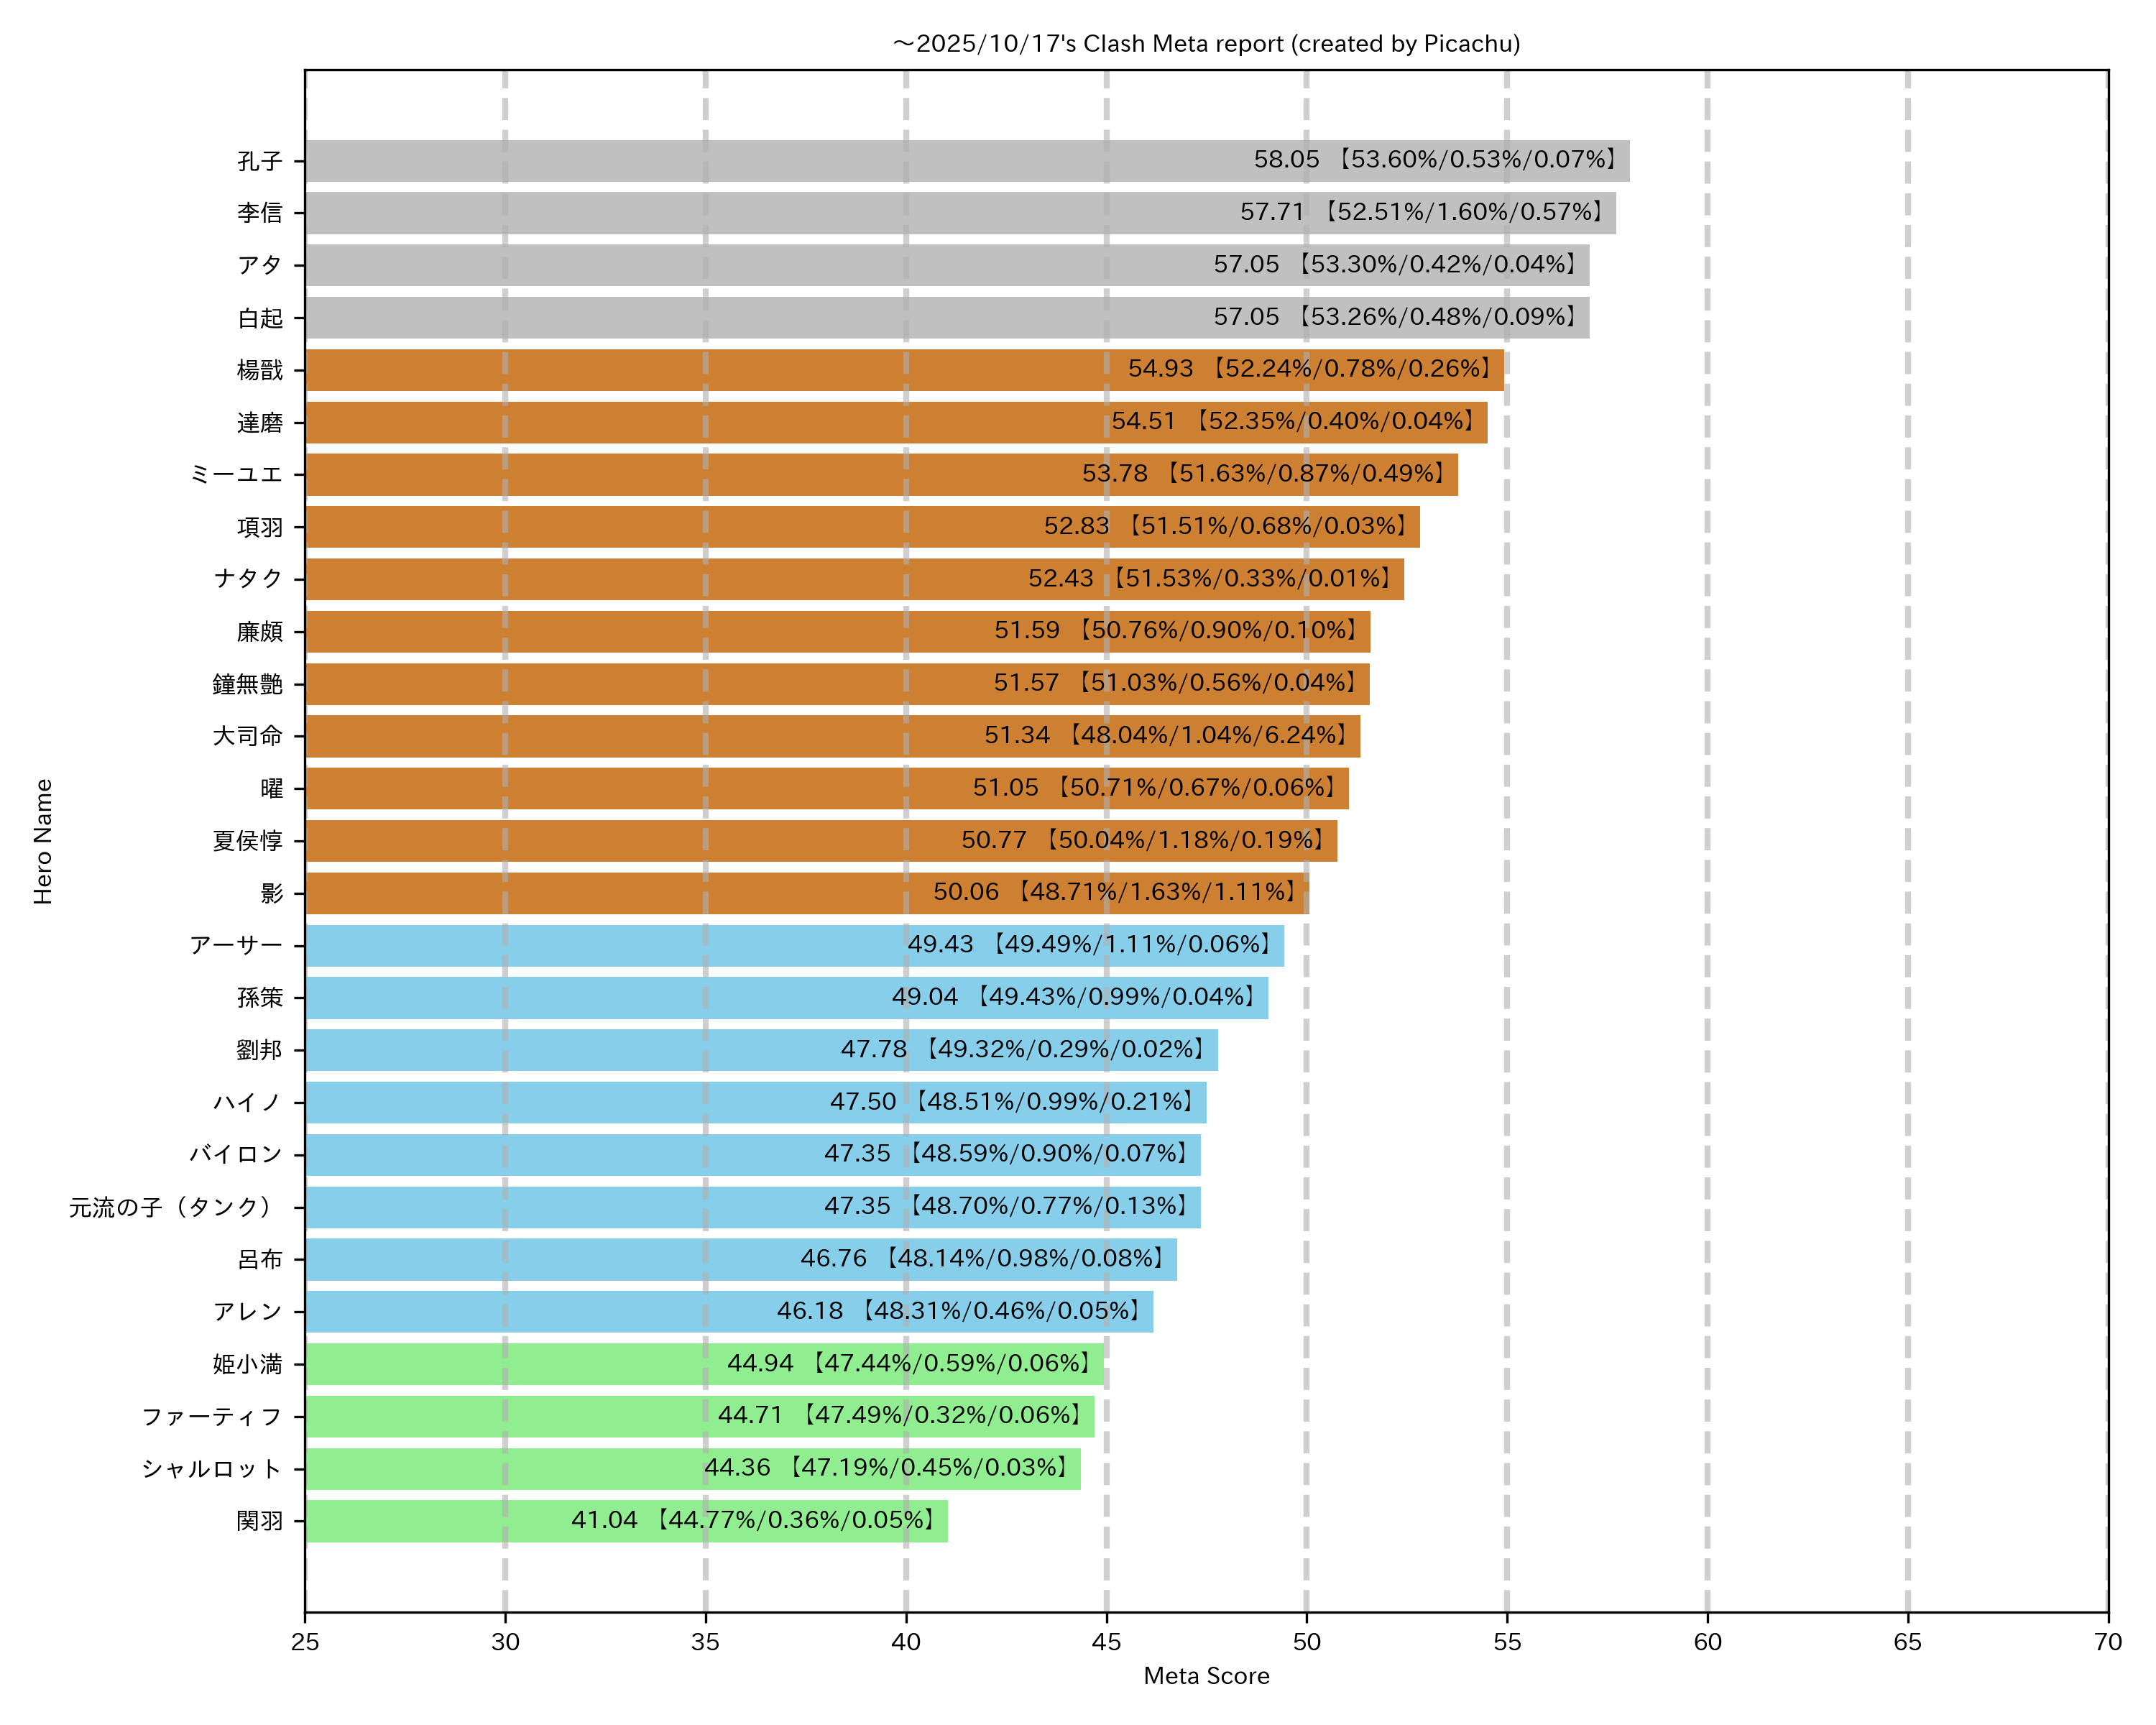 ～2025/10/17's Clash Meta report (created by Picachu)
孔子 58.05 【53.60%/0.53%/0.07%】
李信 57.71 【52.51%/1.60%/0.57%】
アタ 57.05 【53.30%/0.42%/0.04%】
白起 57.05 【53.26%/0.48%/0.09%】
楊戩 54.93 【52.24%/0.78%/0.26%】
達磨 54.51 【52.35%/0.40%/0.04%】
ミーユエ 53.78 【51.63%/0.87%/0.49%】
項羽 52.83 【51.51%/0.68%/0.03%】
ナタク 52.43 【51.53%/0.33%/0.01%】
廉頗 51.59 【50.76%/0.90%/0.10%】
鐘無艶 51.57 【51.03%/0.56%/0.04%】
大司命 51.34 【48.04%/1.04%/6.24%】
曜 51.05 【50.71%/0.67%/0.06%】
夏侯惇 50.77 【50.04%/1.18%/0.19%】
影 50.06 【48.71%/1.63%/1.11%】
アーサー 49.43 【49.49%/1.11%/0.06%】
孫策 49.04 【49.43%/0.99%/0.04%】
劉邦 47.78 【49.32%/0.29%/0.02%】
ハイノ 47.50 【48.51%/0.99%/0.21%】
バイロン 47.35 【48.59%/0.90%/0.07%】
元流の子（タンク） 47.35 【48.70%/0.77%/0.13%】
呂布 46.76 【48.14%/0.98%/0.08%】
アレン 46.18 【48.31%/0.46%/0.05%】
姫小満 44.94 【47.44%/0.59%/0.06%】
ファーティフ 44.71 【47.49%/0.32%/0.06%】
シャルロット 44.36 【47.19%/0.45%/0.03%】
関羽 41.04 【44.77%/0.36%/0.05%】
Hero Name
25 30 35 40 45 50 55 60 65 70
Meta Score